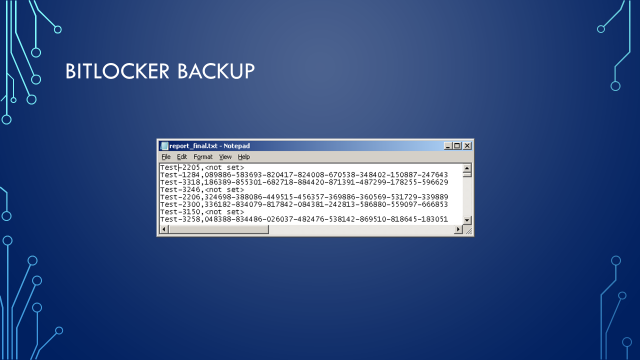 BITLOCKER BACKUP
report_final.txt - Notepad
File Edit Format View Help
Test-2205,<not set>
Test-1284,089886-583693-820417-824008-670538-348402-150887-247643
Test-3318,186389-855301-682718-884420-871391-487299-178255-596629
Test-3246,<not set>
Test-2206,324698-388086-449515-456357-369886-360569-531729-339889
Test-2300,336182-834079-817842-084381-242813-586880-559097-666853
Test-3150,<not set>
Test-3258,048388-834486-026037-482476-538142-869510-818645-183051